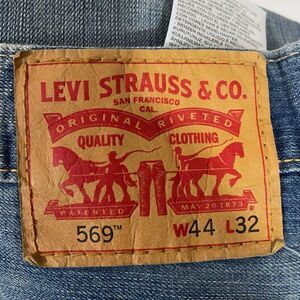 LEVI STRAUSS & CO.
SAN FRANCISCO
CAL.
ORIGINAL RIVETED
QUALITY CLOTHING
PATENTED MAY 20 1873
569™ W44 L32